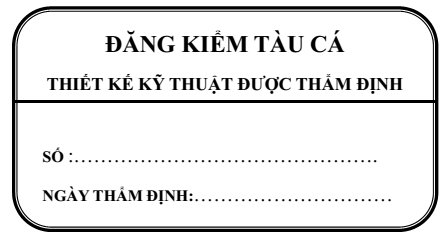 ĐĂNG KIỂM TÀU CÁ
THIẾT KẾ KỸ THUẬT ĐƯỢC THẨM ĐỊNH
SỐ :…………………………………………….
NGÀY THẨM ĐỊNH:…………………………